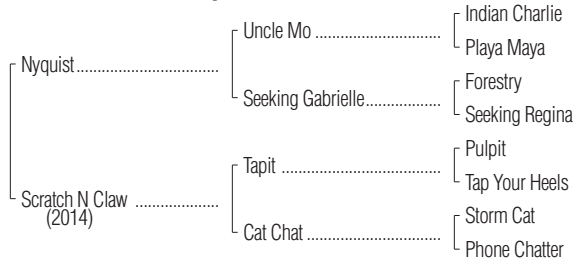 Indian Charlie
Uncle Mo ................................
Playa Maya
Nyquist ....................................
Forestry
Seeking Gabrielle...................
Seeking Regina
Pulpit
Tapit ........................................
Tap Your Heels
Scratch N Claw .....................
(2014)
Storm Cat
Cat Chat ..................................
Phone Chatter